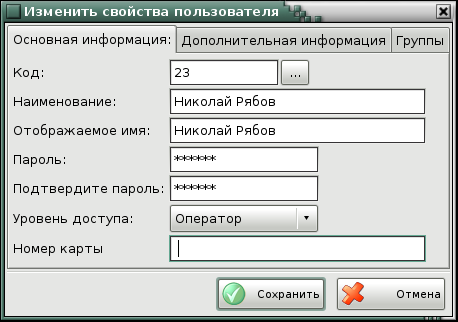 Изменить свойства пользователя
Основная информация: Дополнительная информация Группы
Код: 23 ...
Наименование: Николай Рябов
Отображаемое имя: Николай Рябов
Пароль: ******
Подтвердите пароль: ******
Уровень доступа: Оператор
Номер карты
Сохранить Отмена